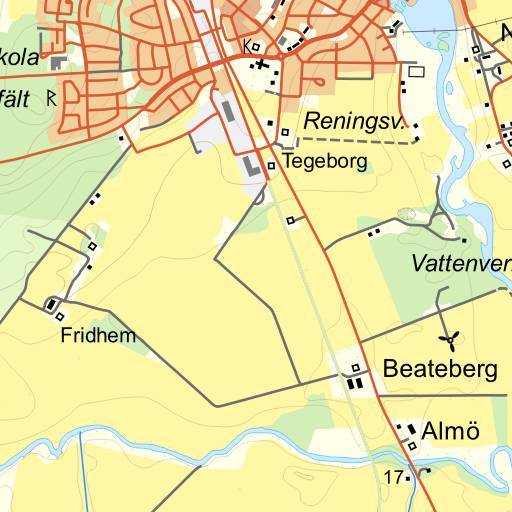 A
K
kola
fält R
Reningsv.
Tegeborg
Vattenver
Fridhem
Beateberg
Almö
17